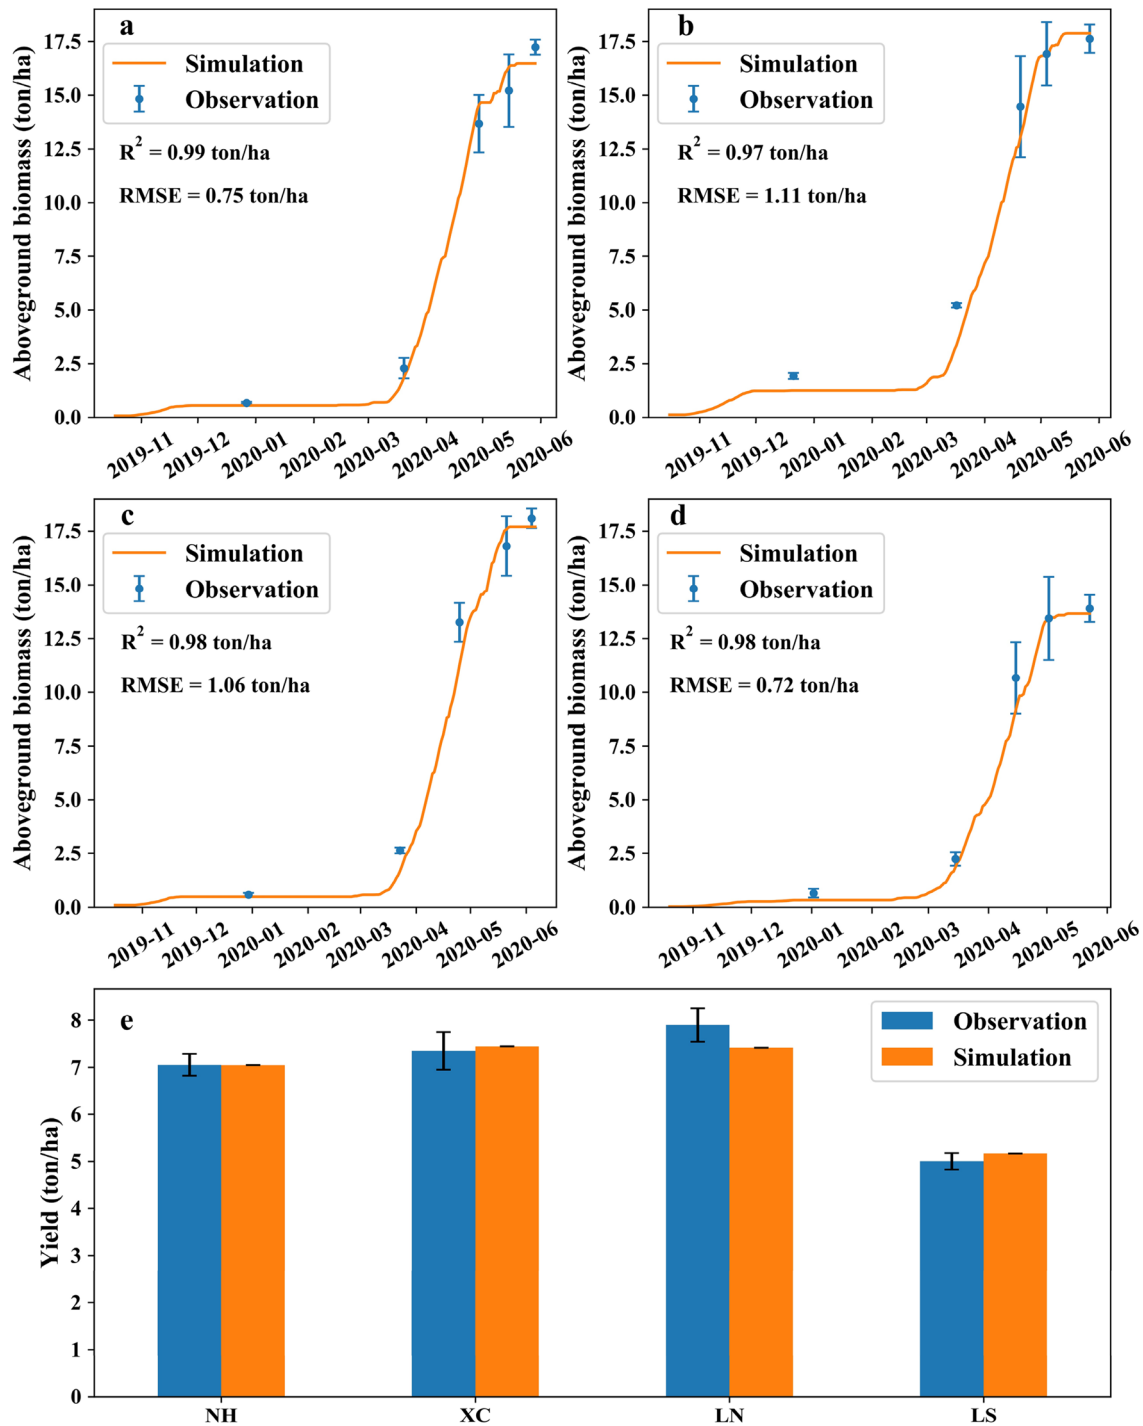 a
Simulation
Observation
R2 = 0.99 ton/ha
RMSE = 0.75 ton/ha
Aboveground biomass (ton/ha)
17.5
15.0
12.5
10.0
7.5
5.0
2.5
0.0
2019-11 2019-12 2020-01 2020-02 2020-03 2020-04 2020-05 2020-06
b
Simulation
Observation
R2 = 0.97 ton/ha
RMSE = 1.11 ton/ha
Aboveground biomass (ton/ha)
17.5
15.0
12.5
10.0
7.5
5.0
2.5
0.0
2019-11 2019-12 2020-01 2020-02 2020-03 2020-04 2020-05 2020-06
c
Simulation
Observation
R2 = 0.98 ton/ha
RMSE = 1.06 ton/ha
Aboveground biomass (ton/ha)
17.5
15.0
12.5
10.0
7.5
5.0
2.5
0.0
2019-11 2019-12 2020-01 2020-02 2020-03 2020-04 2020-05 2020-06
d
Simulation
Observation
R2 = 0.98 ton/ha
RMSE = 0.72 ton/ha
Aboveground biomass (ton/ha)
17.5
15.0
12.5
10.0
7.5
5.0
2.5
0.0
2019-11 2019-12 2020-01 2020-02 2020-03 2020-04 2020-05 2020-06
e
Observation
Simulation
Yield (ton/ha)
8
7
6
5
4
3
2
1
0
NH XC LN LS